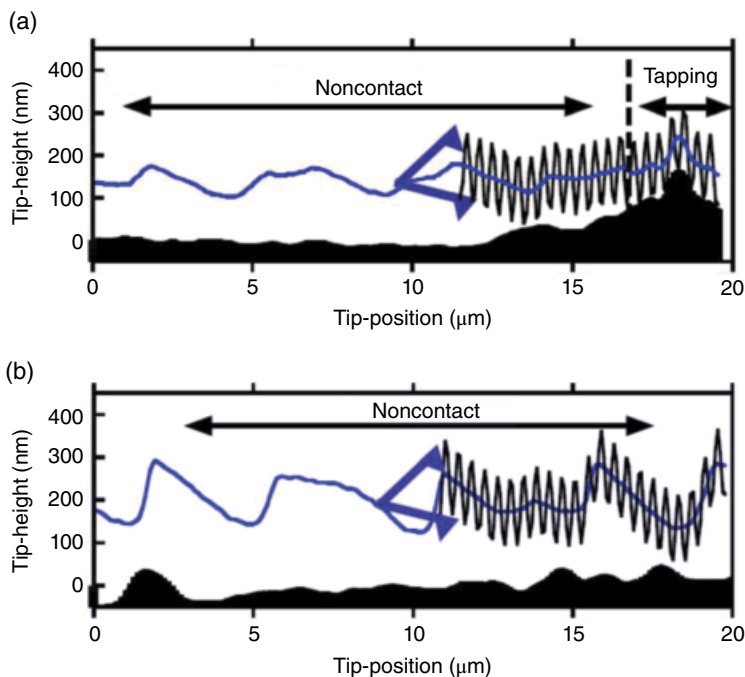 (a)
Tip-height (nm)
400
300
200
100
0
Noncontact
Tapping
0 5 10 15 20
Tip-position (μm)
(b)
Tip-height (nm)
400
300
200
100
0
Noncontact
0 5 10 15 20
Tip-position (μm)